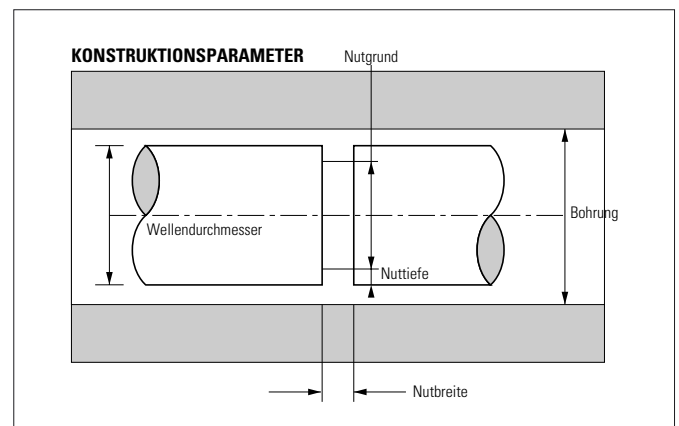 KONSTRUKTIONSPARAMETER
Nutgrund
Bohrung
Wellendurchmesser
Nuttiefe
Nutbreite